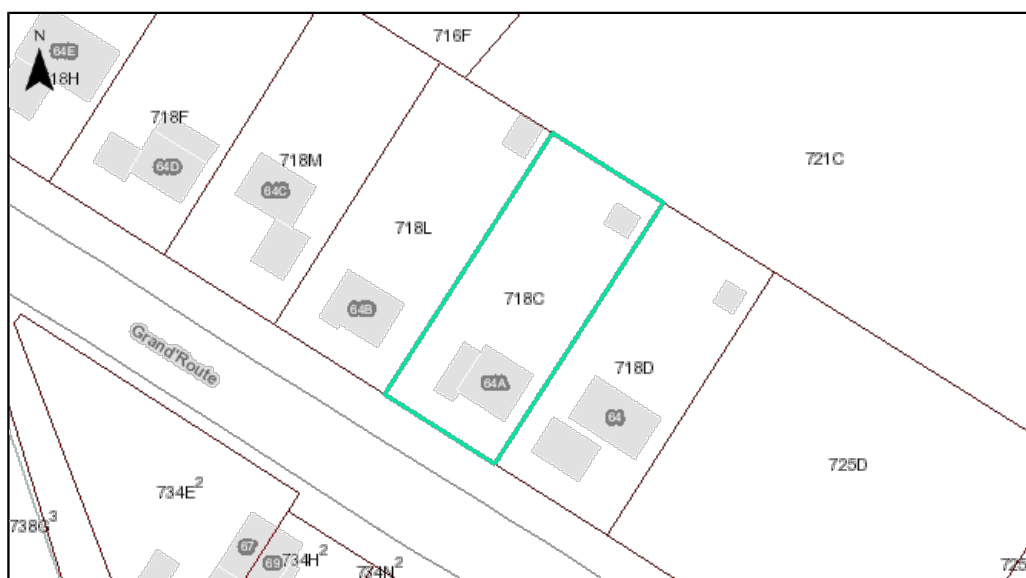 716F
N
64E
718H
718F
64D
718M
64C
721C
718L
64B
718C
Grand'Route
64A
718D
64
725D
734E²
738G³
67
69
734H²
734N²